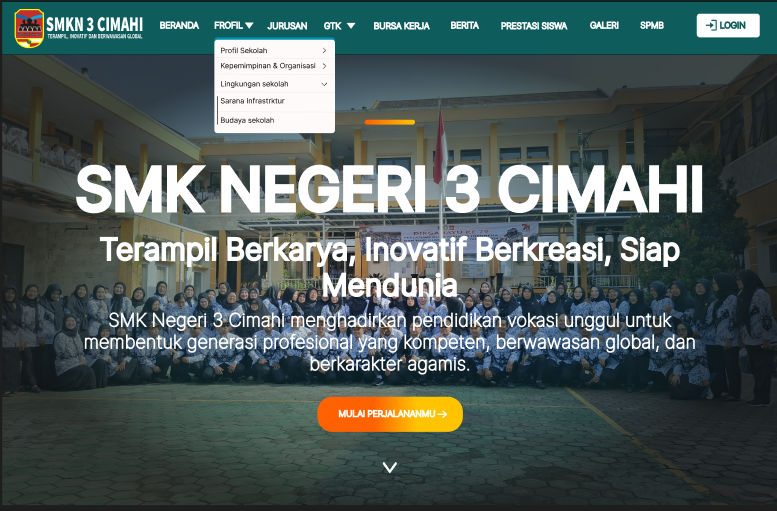 SMKN 3 CIMAHI
TERAMPIL, INOVATIF DAN BERWAWASAN GLOBAL
BERANDA
FROFIL
JURUSAN
GTK
BURSA KERJA
BERITA
PRESTASI SISWA
GALERI
SPMB
LOGIN
Profil Sekolah
Kepemimpinan & Organisasi
Lingkungan sekolah
Sarana Infrastrktur
Budaya sekolah
SMK NEGERI 3 CIMAHI
Terampil Berkarya, Inovatif Berkreasi, Siap
Mendunia
SMK Negeri 3 Cimahi menghadirkan pendidikan vokasi unggul untuk
membentuk generasi profesional yang kompeten, berwawasan global, dan
berkarakter agamis.
MULAI PERJALANANMU